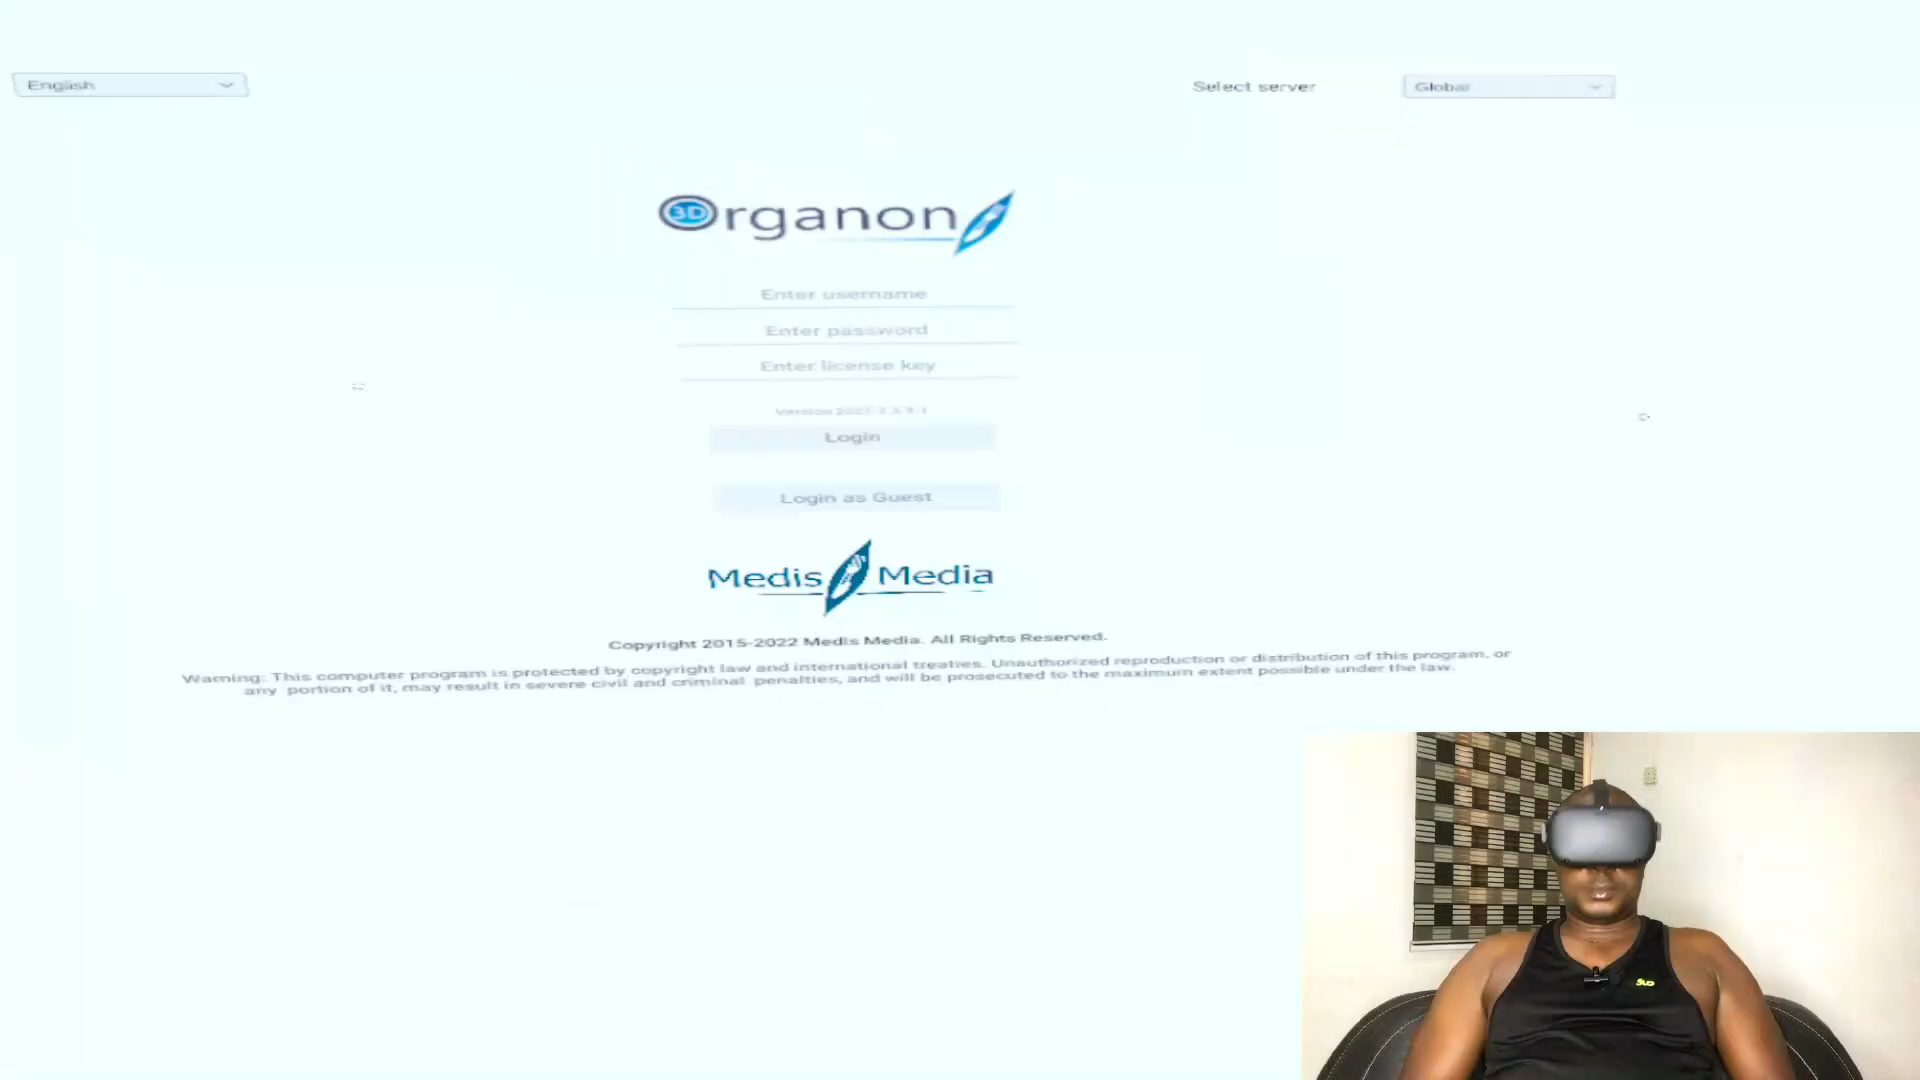 English
Select server
Global
3D Organon
Enter username
Enter password
Enter license key
Version
Login
Login as Guest
Medis Media
Copyright 2015-2022 Medis Media. All Rights Reserved.
Warning: This computer program is protected by copyright law and international treaties. Unauthorized reproduction or distribution of this program, or
any portion of it, may result in severe civil and criminal penalties, and will be prosecuted to the maximum extent possible under the law.